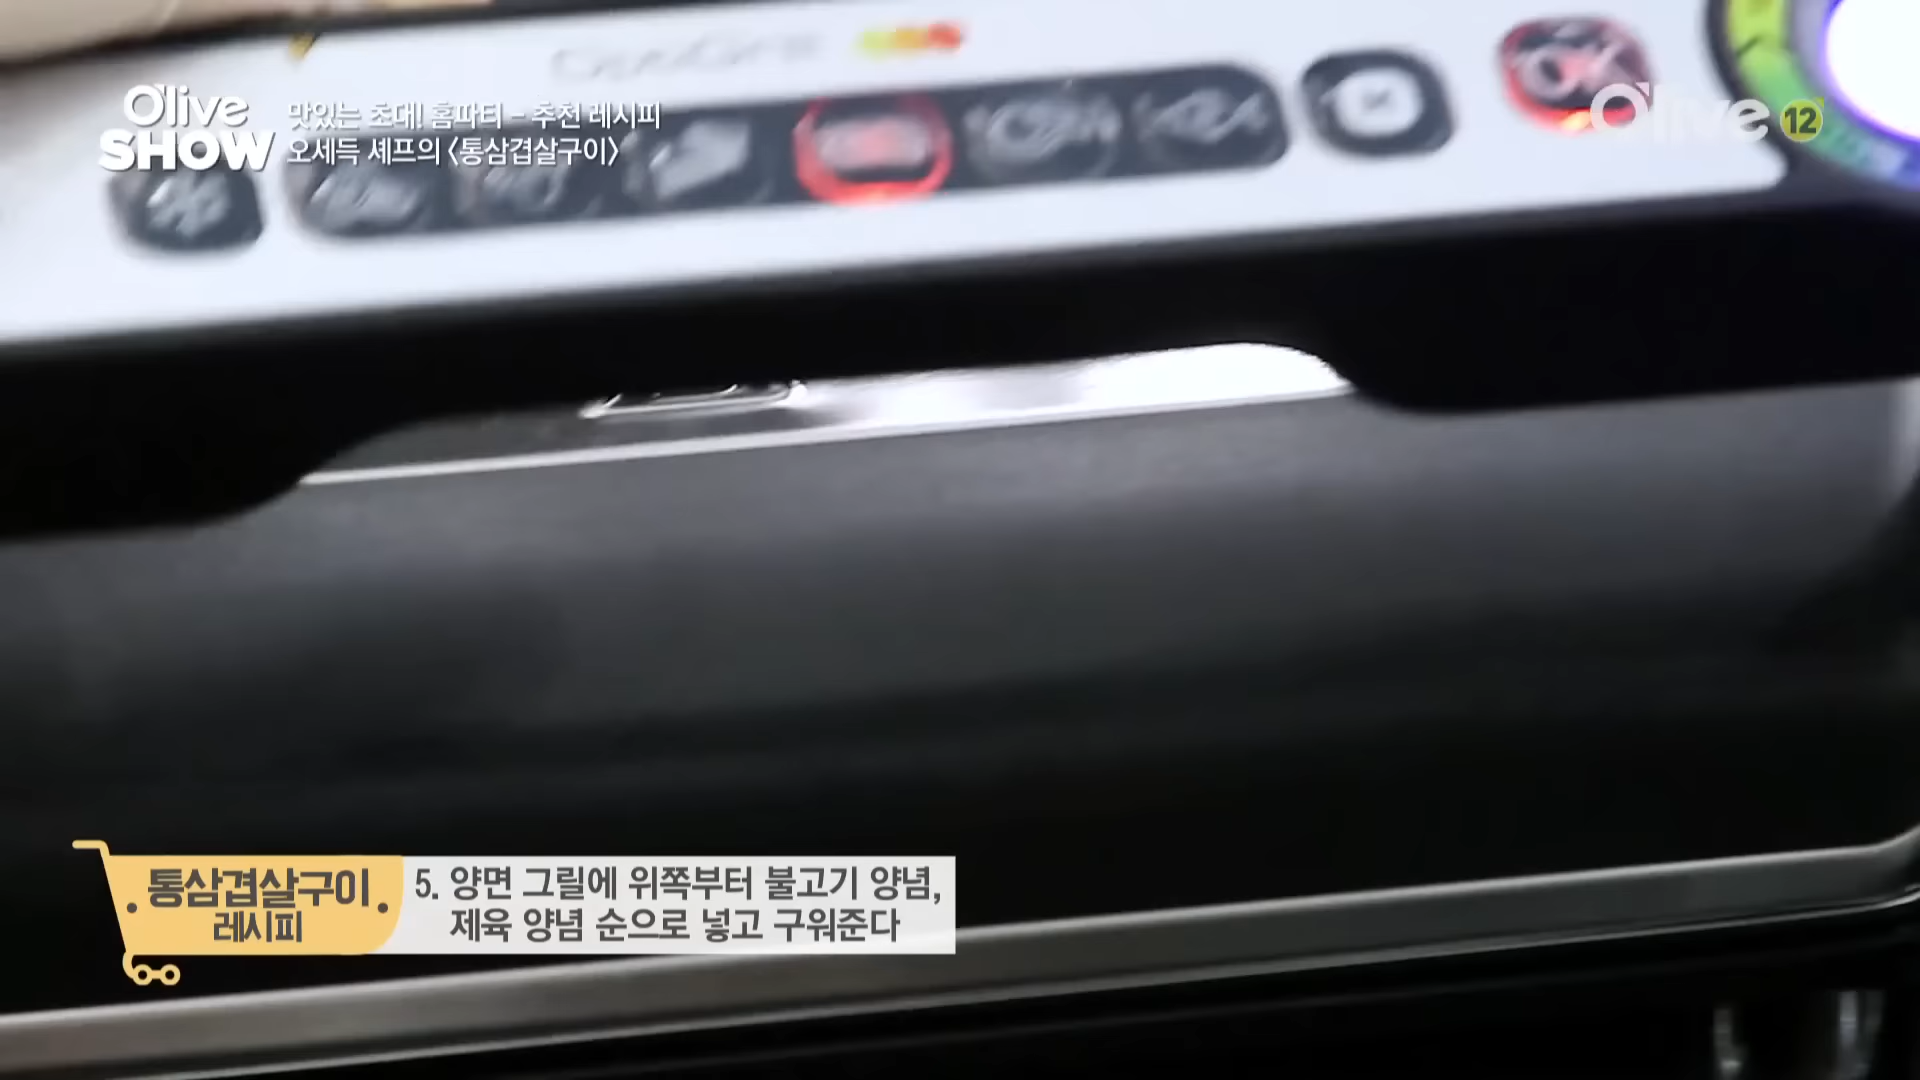 O'live
SHOW
맛있는 초대! 홈파티 - 추천 레시피
오세득 셰프의 <통삼겹살구이>
OK
O'live 12
통삼겹살구이
레시피
5. 양면 그릴에 위쪽부터 불고기 양념,
제육 양념 순으로 넣고 구워준다